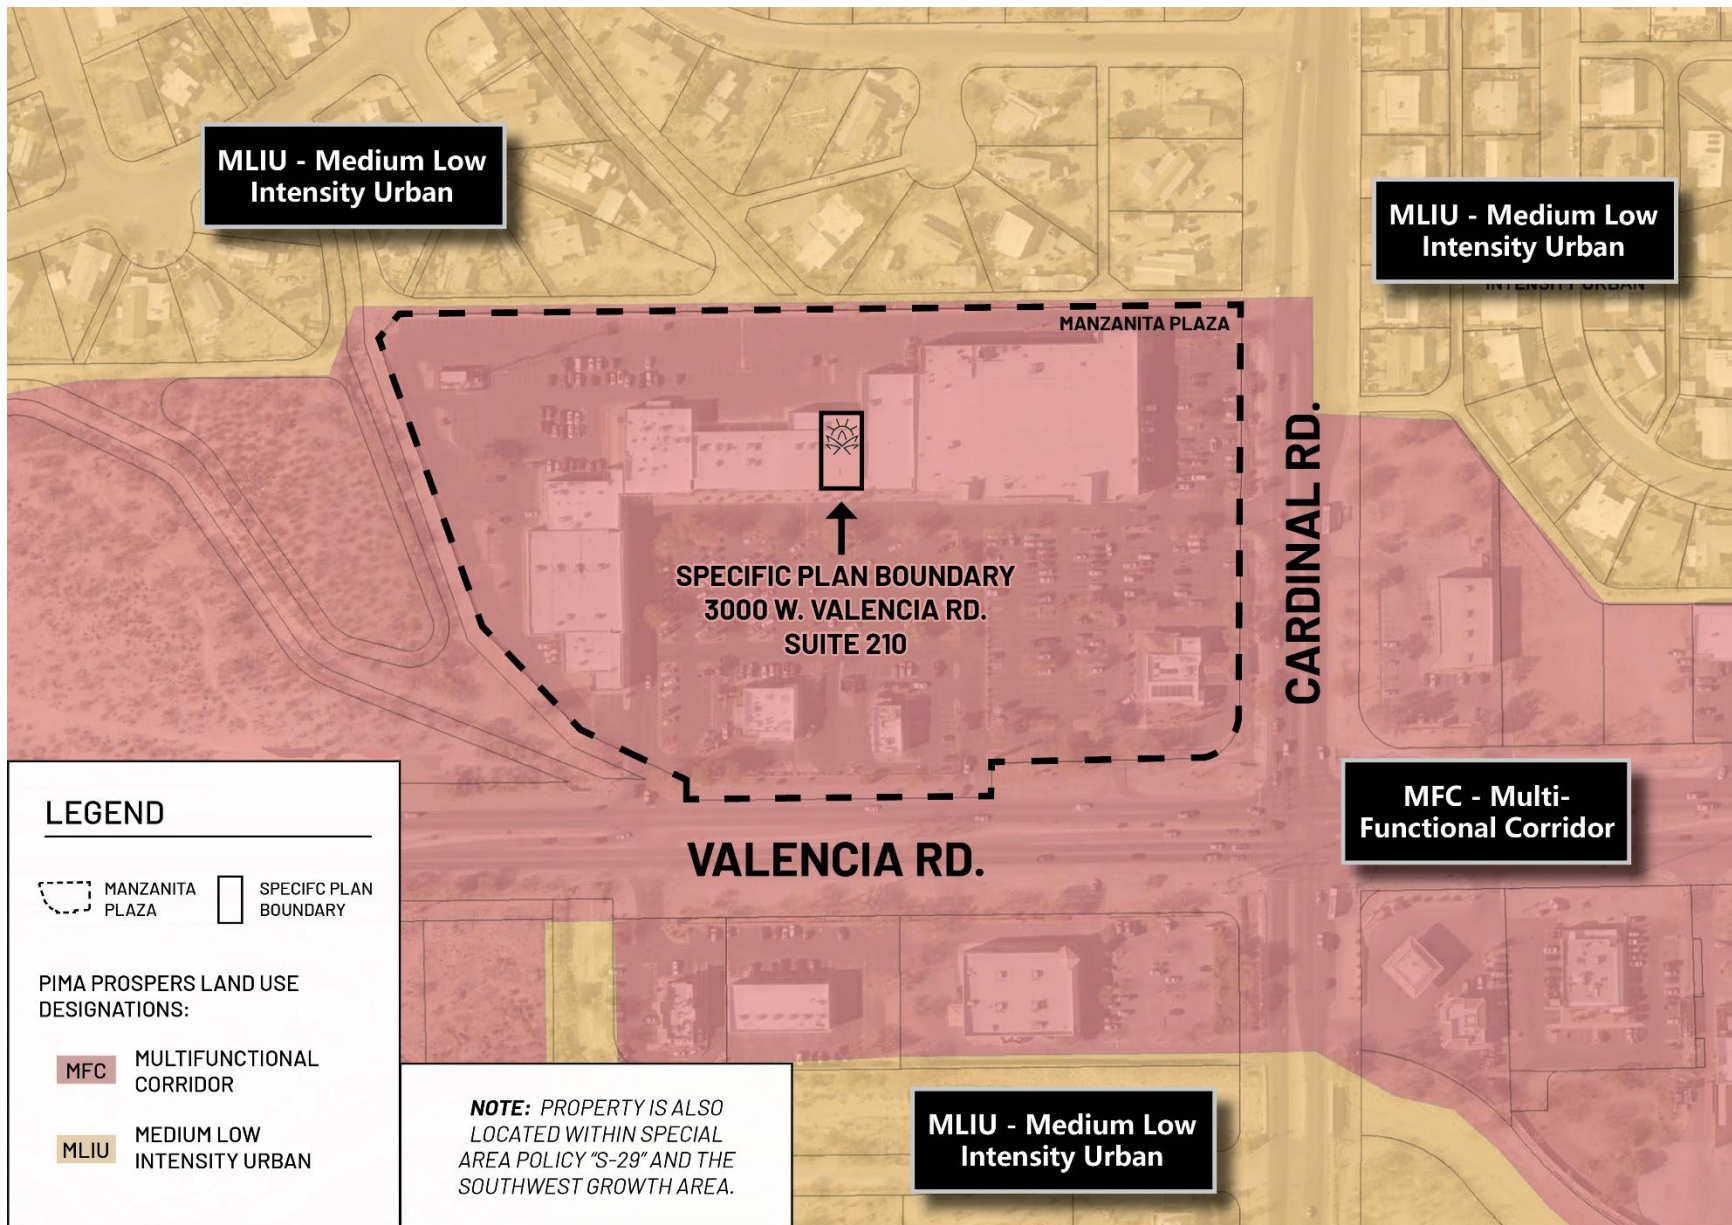 MLIU - Medium Low
Intensity Urban
MLIU - Medium Low
Intensity Urban
INTENSITY URBAN
MANZANITA PLAZA
CARDINAL RD.
SPECIFIC PLAN BOUNDARY
3000 W. VALENCIA RD.
SUITE 210
MFC - Multi-
Functional Corridor
VALENCIA RD.
LEGEND
MANZANITA
PLAZA
SPECIFC PLAN
BOUNDARY
PIMA PROSPERS LAND USE
DESIGNATIONS:
MFC
MULTIFUNCTIONAL
CORRIDOR
MLIU
MEDIUM LOW
INTENSITY URBAN
NOTE: PROPERTY IS ALSO
LOCATED WITHIN SPECIAL
AREA POLICY "S-29" AND THE
SOUTHWEST GROWTH AREA.
MLIU - Medium Low
Intensity Urban